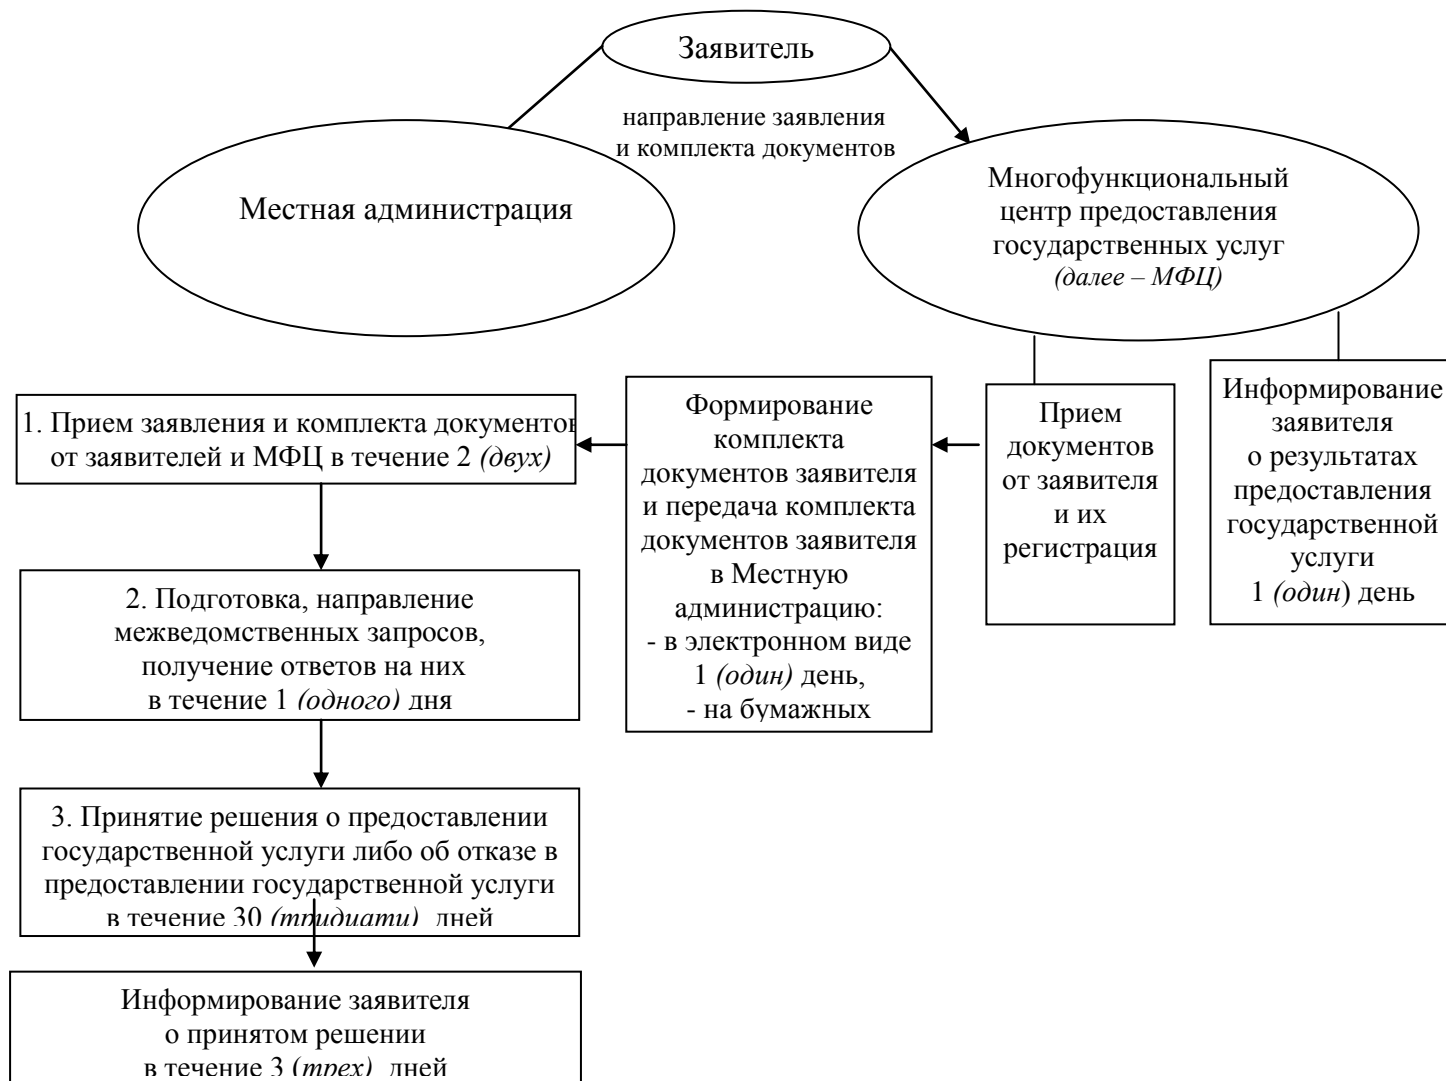 Заявитель
направление заявления
и комплекта документов
Местная администрация
Многофункциональный
центр предоставления
государственных услуг
(далее – МФЦ)
1. Прием заявления и комплекта документов
от заявителей и МФЦ в течение 2 (двух)
Формирование
комплекта
документов заявителя
и передача комплекта
документов заявителя
в Местную
администрацию:
- в электронном виде
1 (один) день,
- на бумажных
Прием
документов
от заявителя
и их
регистрация
Информирование
заявителя
о результатах
предоставления
государственной
услуги
1 (один) день
2. Подготовка, направление
межведомственных запросов,
получение ответов на них
в течение 1 (одного) дня
3. Принятие решения о предоставлении
государственной услуги либо об отказе в
предоставлении государственной услуги
в течение 30 (тридцати) дней
Информирование заявителя
о принятом решении
в течение 3 (трех) дней